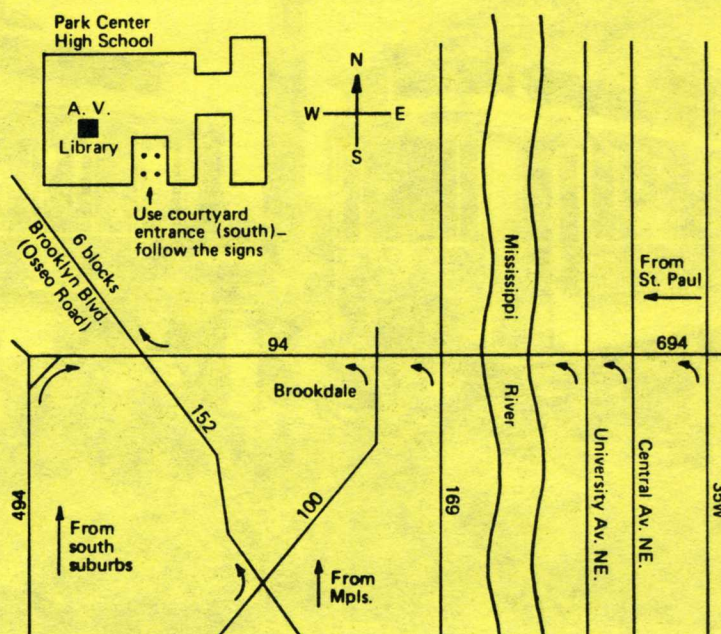 Park Center
High School
A. V.
Library
N
W
E
S
Use courtyard
entrance (south)–
follow the signs
6 blocks
Brooklyn Blvd.
(Osseo Road)
Mississippi
River
From
St. Paul
94
694
Brookdale
152
100
494
From
south
suburbs
From
Mpls.
169
University Av. NE.
Central Av. NE.
35W